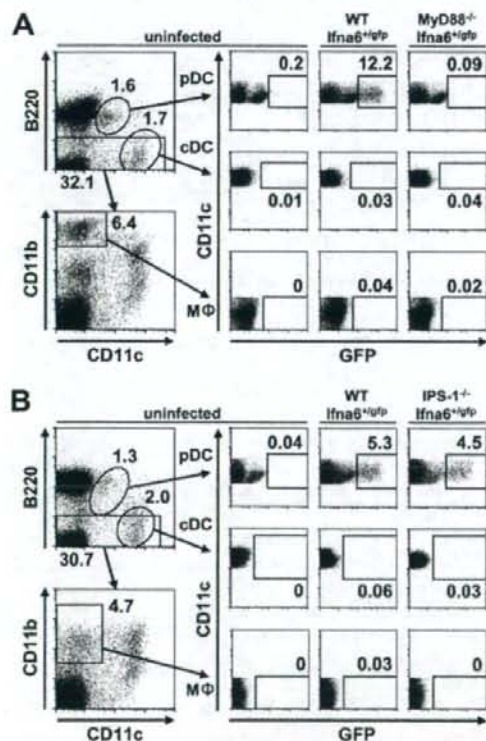 A
uninfected
WT
Ifna6+/gfp
MyD88-/-
Ifna6+/gfp
B220
1.6
pDC
1.7
cDC
32.1
0.2
12.2
0.09
CD11c
0.01
0.03
0.04
CD11b
6.4
MΦ
0
0.04
0.02
CD11c
GFP
B
uninfected
WT
Ifna6+/gfp
IPS-1-/-
Ifna6+/gfp
B220
1.3
pDC
2.0
cDC
30.7
0.04
5.3
4.5
CD11c
0
0.06
0.03
CD11b
4.7
MΦ
0
0.03
0
CD11c
GFP